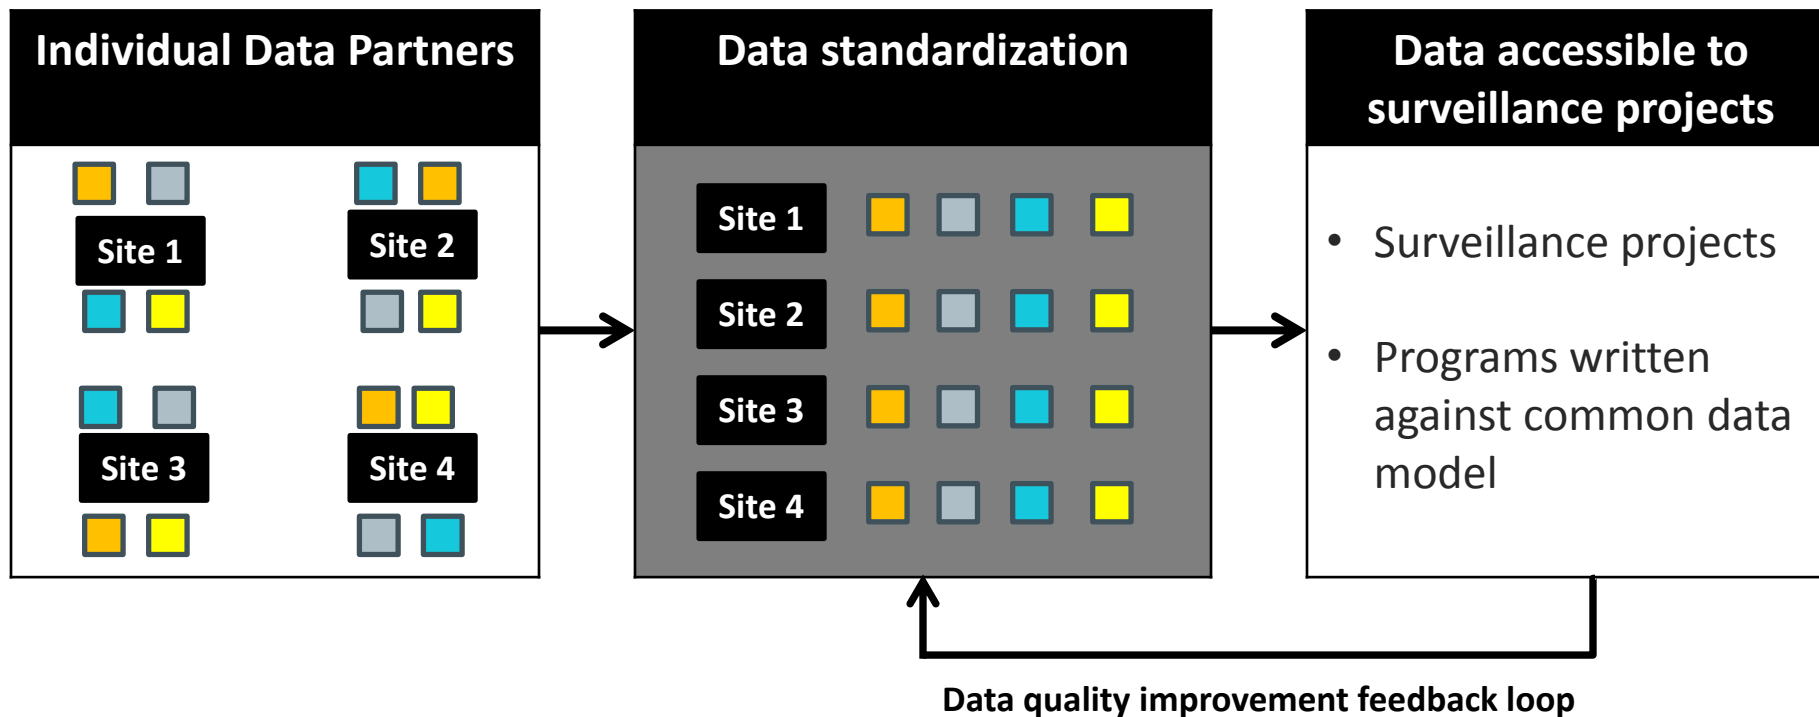 Individual Data Partners
Site 1
Site 2
Site 3
Site 4
Data standardization
Site 1
Site 2
Site 3
Site 4
Data accessible to
surveillance projects
• Surveillance projects
• Programs written
against common data
model
Data quality improvement feedback loop